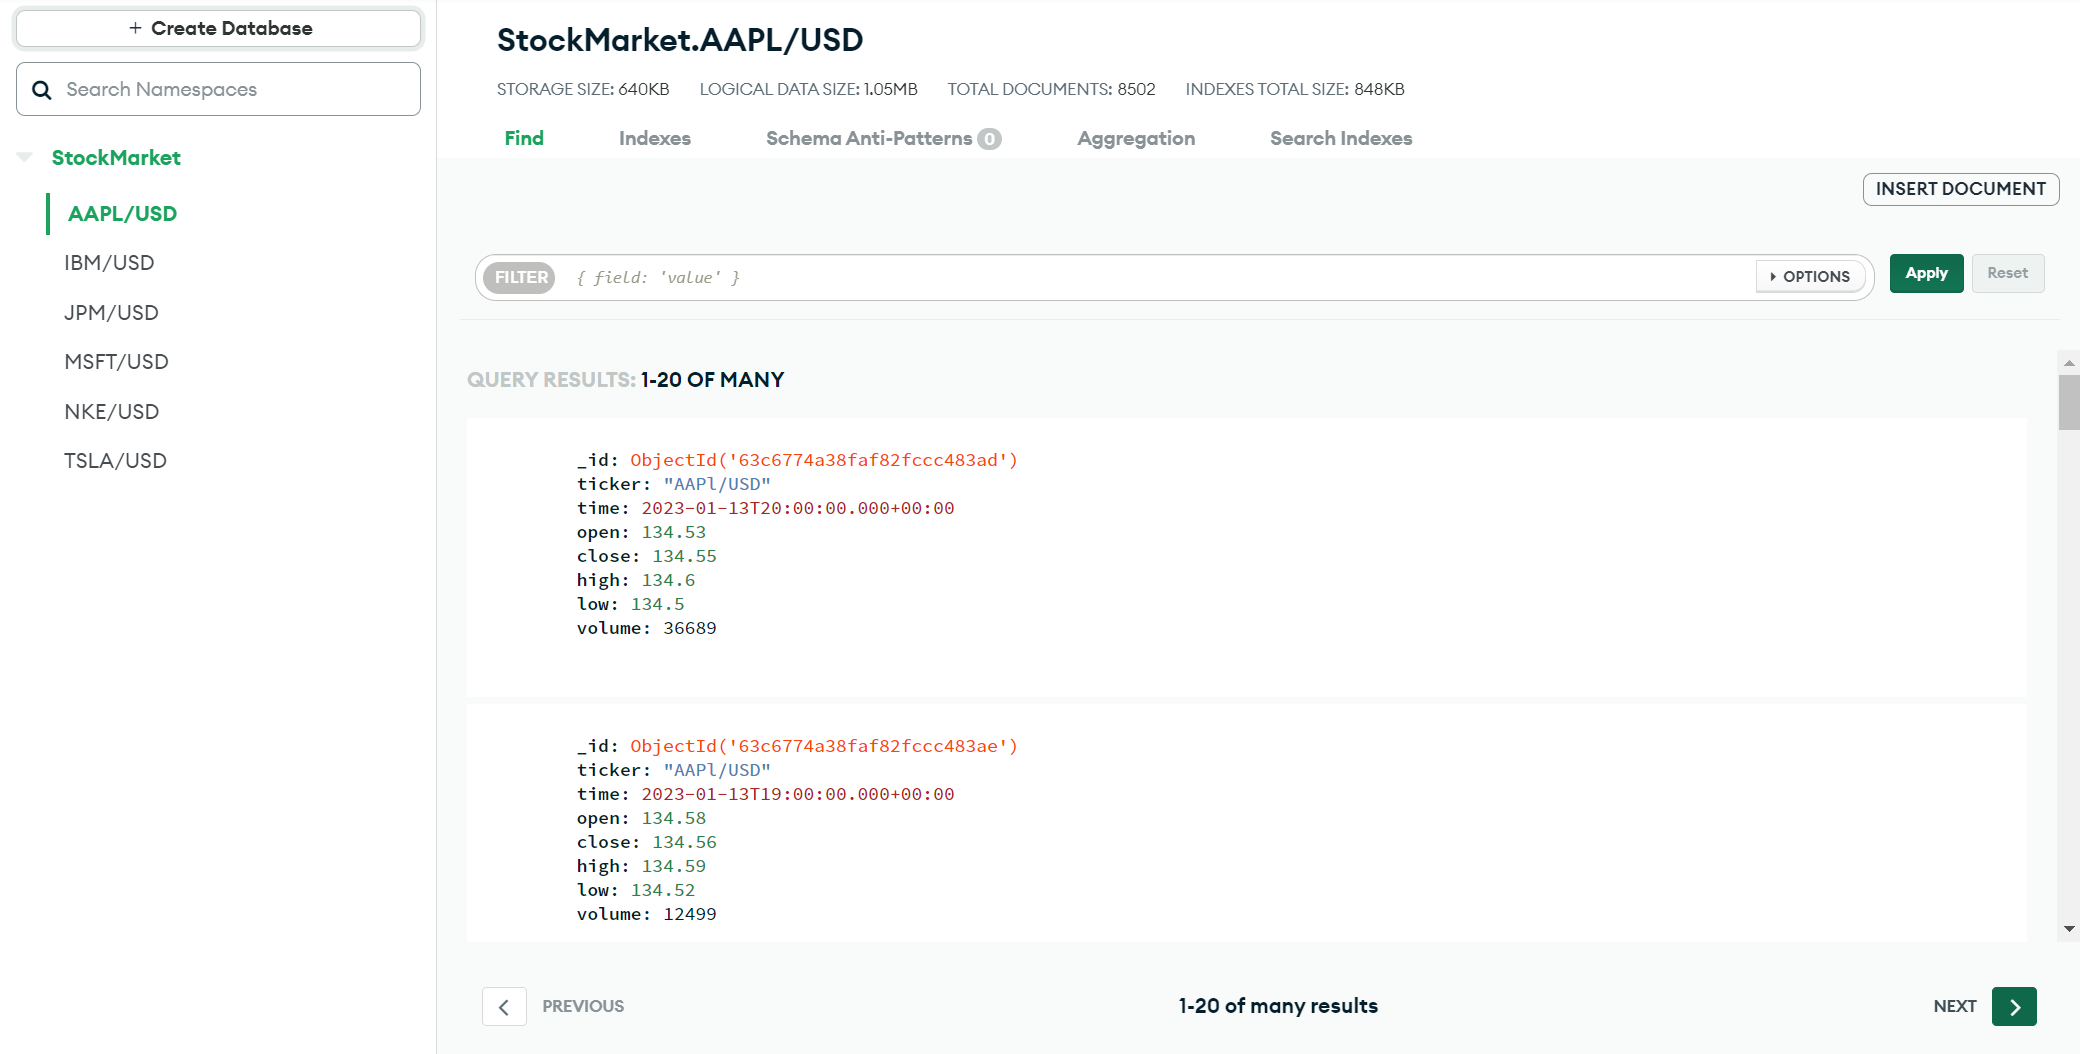 + Create Database
Search Namespaces
StockMarket
AAPL/USD
IBM/USD
JPM/USD
MSFT/USD
NKE/USD
TSLA/USD
StockMarket.AAPL/USD
STORAGE SIZE: 640KB LOGICAL DATA SIZE: 1.05MB TOTAL DOCUMENTS: 8502 INDEXES TOTAL SIZE: 848KB
Find Indexes Schema Anti-Patterns 0 Aggregation Search Indexes
INSERT DOCUMENT
FILTER { field: 'value' } OPTIONS Apply Reset
QUERY RESULTS: 1-20 OF MANY
_id: ObjectId('63c6774a38faf82fccc483ad')
ticker: "AAPl/USD"
time: 2023-01-13T20:00:00.000+00:00
open: 134.53
close: 134.55
high: 134.6
low: 134.5
volume: 36689
_id: ObjectId('63c6774a38faf82fccc483ae')
ticker: "AAPl/USD"
time: 2023-01-13T19:00:00.000+00:00
open: 134.58
close: 134.56
high: 134.59
low: 134.52
volume: 12499
PREVIOUS 1-20 of many results NEXT